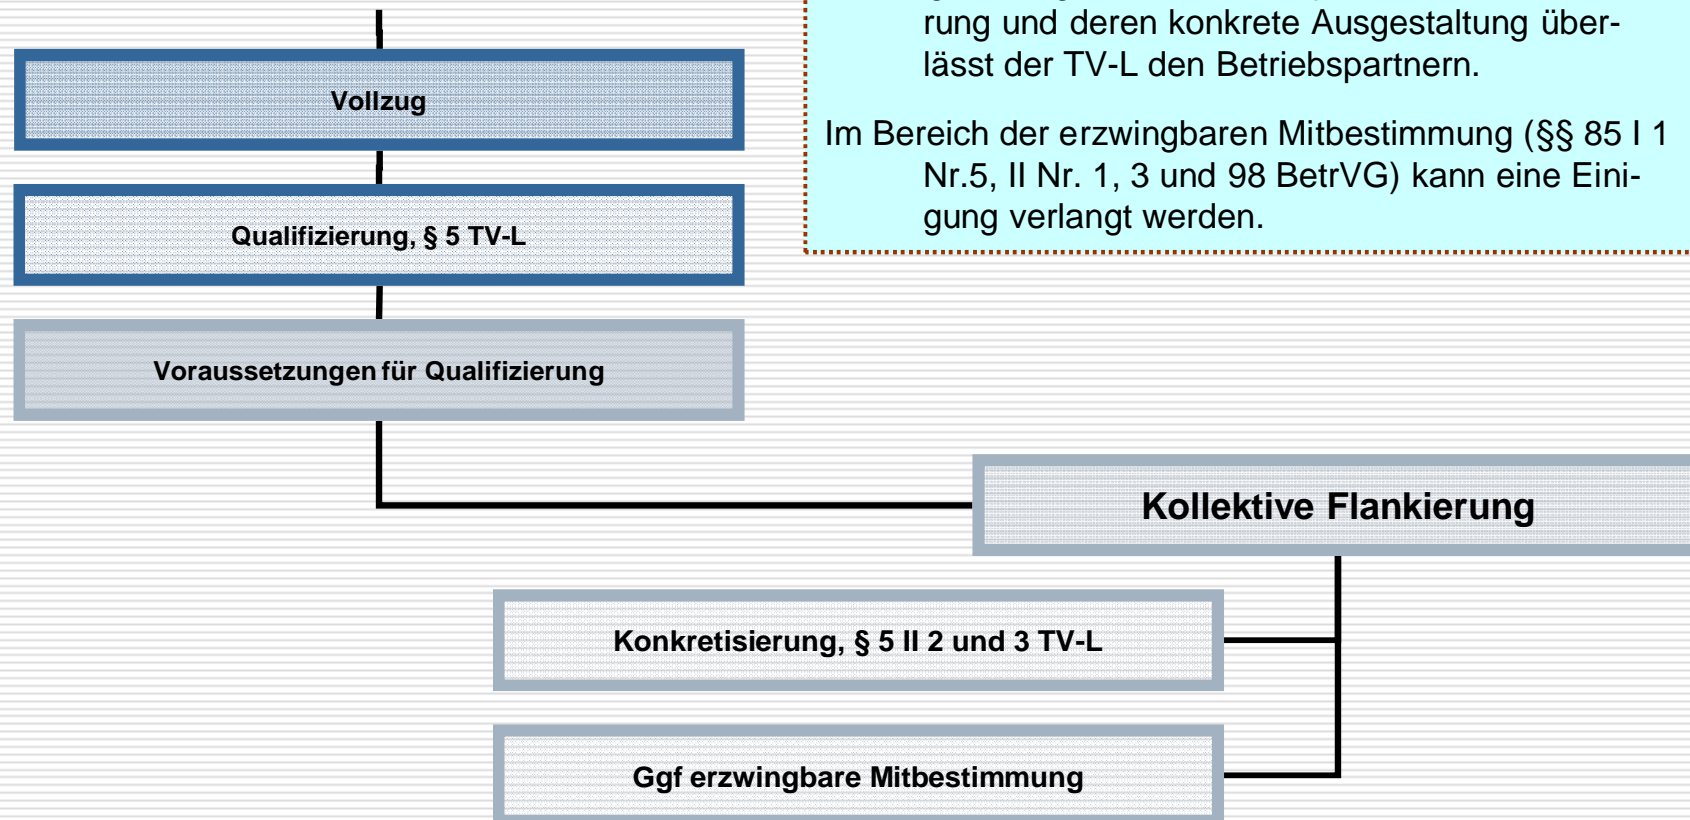 rung und deren konkrete Ausgestaltung über-
lässt der TV-L den Betriebspartnern.
Im Bereich der erzwingbaren Mitbestimmung (§§ 85 I 1
Nr.5, II Nr. 1, 3 und 98 BetrVG) kann eine Eini-
gung verlangt werden.
Vollzug
Qualifizierung, § 5 TV-L
Voraussetzungen für Qualifizierung
Kollektive Flankierung
Konkretisierung, § 5 II 2 und 3 TV-L
Ggf erzwingbare Mitbestimmung